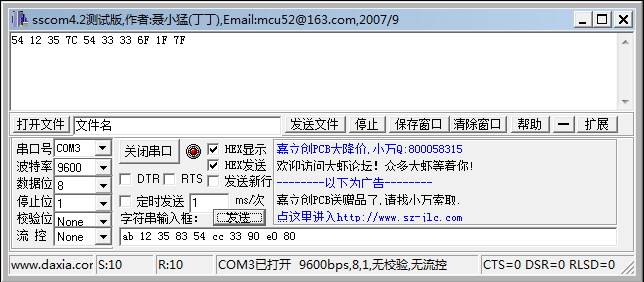 sscom4.2测试版,作者:聂小猛(丁丁),Email:mcu52@163.com,2007/9
54 12 35 7C 54 33 33 6F 1F 7F
打开文件 文件名 发送文件 停止 保存窗口 清除窗口 帮助 — 扩展
串口号 COM3 关闭串口 HEX显示 嘉立创PCB大降价,小万Q:800058315
波特率 9600 HEX发送 欢迎访问大虾论坛！众多大虾等着你!
数据位 8 DTR RTS 发送新行 --------以下为广告--------
停止位 1 定时发送 1 ms/次 嘉立创PCB送赠品了,请找小万索取.
校验位 None 字符串输入框: 发送 点这里讲入http://www.sz-jlc.com
流 控 None ab 12 35 83 54 cc 33 90 e0 80
www.daxia.cor S:10 R:10 COM3已打开 9600bps,8,1,无校验,无流控 CTS=0 DSR=0 RLSD=0